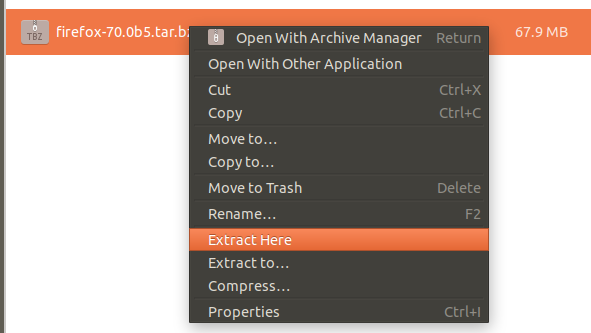 TBZ firefox-70.0b5.tar.bz 67.9 MB
Open With Archive Manager Return
Open With Other Application
Cut Ctrl+X
Copy Ctrl+C
Move to…
Copy to…
Move to Trash Delete
Rename… F2
Extract Here
Extract to…
Compress…
Properties Ctrl+I